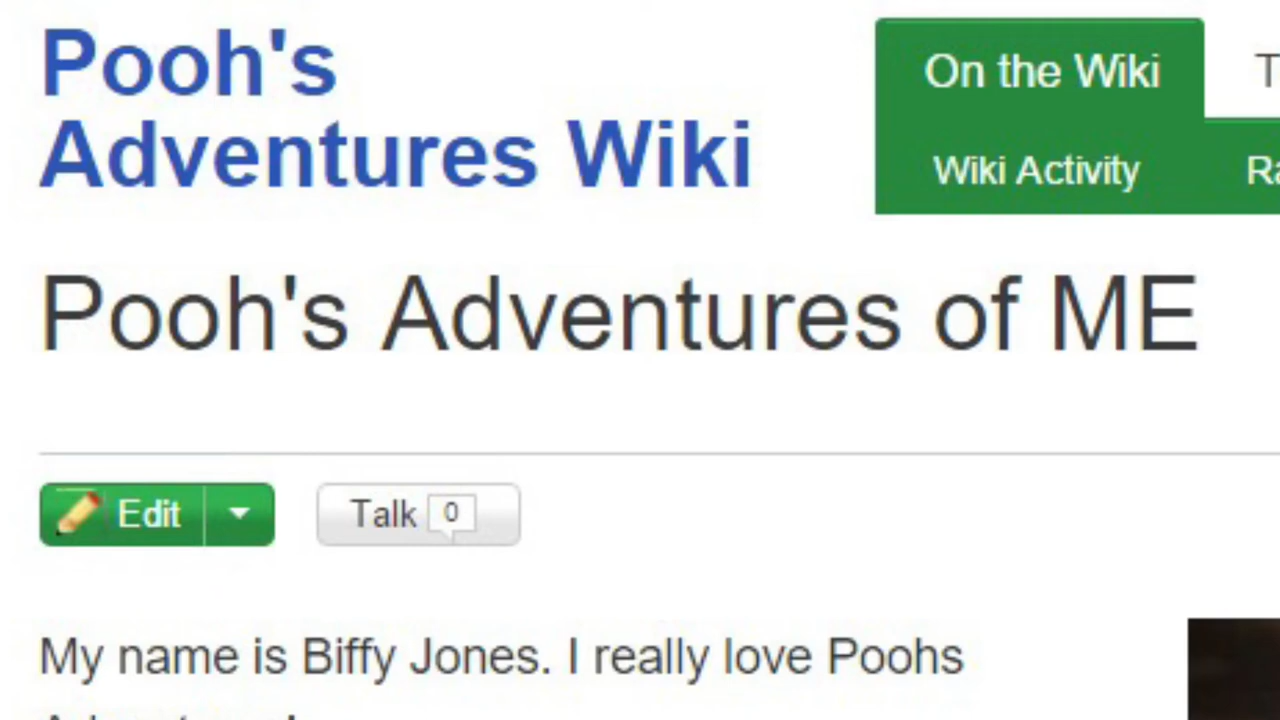 Pooh's
Adventures Wiki
On the Wiki
Wiki Activity
Pooh's Adventures of ME
Edit
Talk 0
My name is Biffy Jones. I really love Poohs